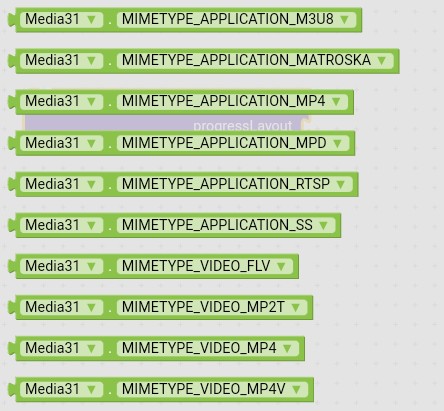 Media31 . MIMETYPE_APPLICATION_M3U8
Media31 . MIMETYPE_APPLICATION_MATROSKA
Media31 . MIMETYPE_APPLICATION_MP4
progressLayout
Media31 . MIMETYPE_APPLICATION_MPD
Media31 . MIMETYPE_APPLICATION_RTSP
Media31 . MIMETYPE_APPLICATION_SS
Media31 . MIMETYPE_VIDEO_FLV
Media31 . MIMETYPE_VIDEO_MP2T
Media31 . MIMETYPE_VIDEO_MP4
Media31 . MIMETYPE_VIDEO_MP4V